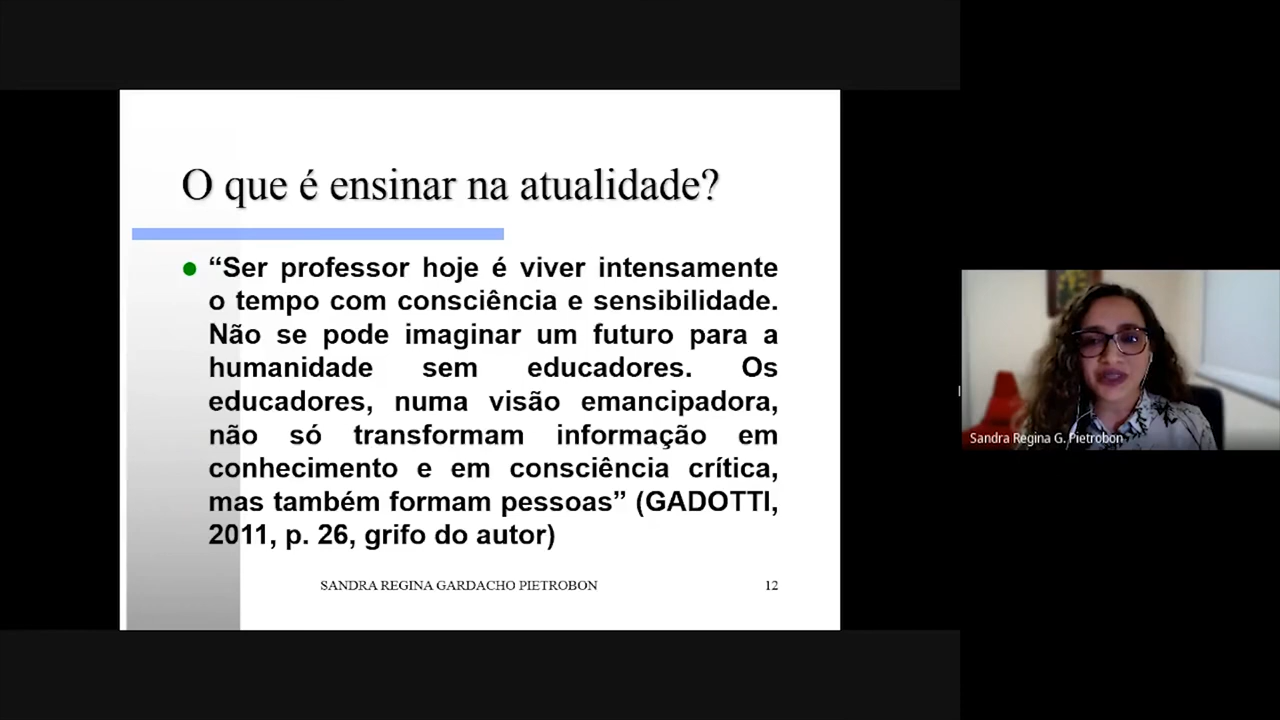 O que é ensinar na atualidade?
● “Ser professor hoje é viver intensamente
o tempo com consciência e sensibilidade.
Não se pode imaginar um futuro para a
humanidade sem educadores. Os
educadores, numa visão emancipadora,
não só transformam informação em
conhecimento e em consciência crítica,
mas também formam pessoas” (GADOTTI,
2011, p. 26, grifo do autor)
SANDRA REGINA GARDACHO PIETROBON 12
Sandra Regina G. Pietrobon